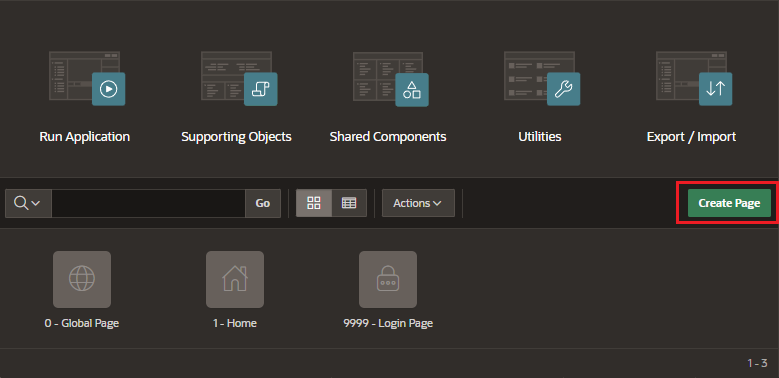 Run Application
Supporting Objects
Shared Components
Utilities
Export / Import
Go
Actions
Create Page
0 - Global Page
1 - Home
9999 - Login Page
1 - 3